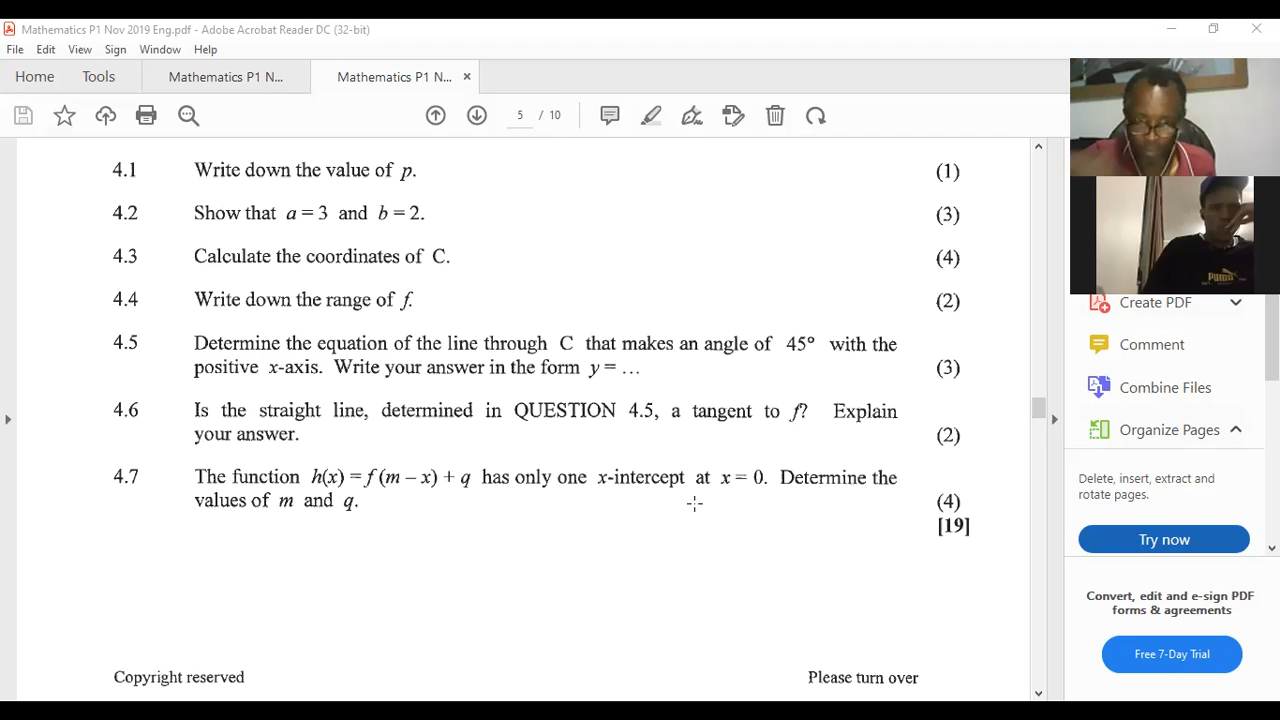 Mathematics P1 Nov 2019 Eng.pdf - Adobe Acrobat Reader DC (32-bit)
File Edit View Sign Window Help
Home Tools Mathematics P1 N... Mathematics P1 N... ×
5 / 10
4.1 Write down the value of p. (1)
4.2 Show that a = 3 and b = 2. (3)
4.3 Calculate the coordinates of C. (4)
4.4 Write down the range of f. (2)
4.5 Determine the equation of the line through C that makes an angle of 45° with the
positive x-axis. Write your answer in the form y = ... (3)
4.6 Is the straight line, determined in QUESTION 4.5, a tangent to f? Explain
your answer. (2)
4.7 The function h(x) = f (m – x) + q has only one x-intercept at x = 0. Determine the
values of m and q. (4)
[19]
Copyright reserved Please turn over
PUMA
Create PDF
Comment
Combine Files
Organize Pages
Delete, insert, extract and
rotate pages.
Try now
Convert, edit and e-sign PDF
forms & agreements
Free 7-Day Trial